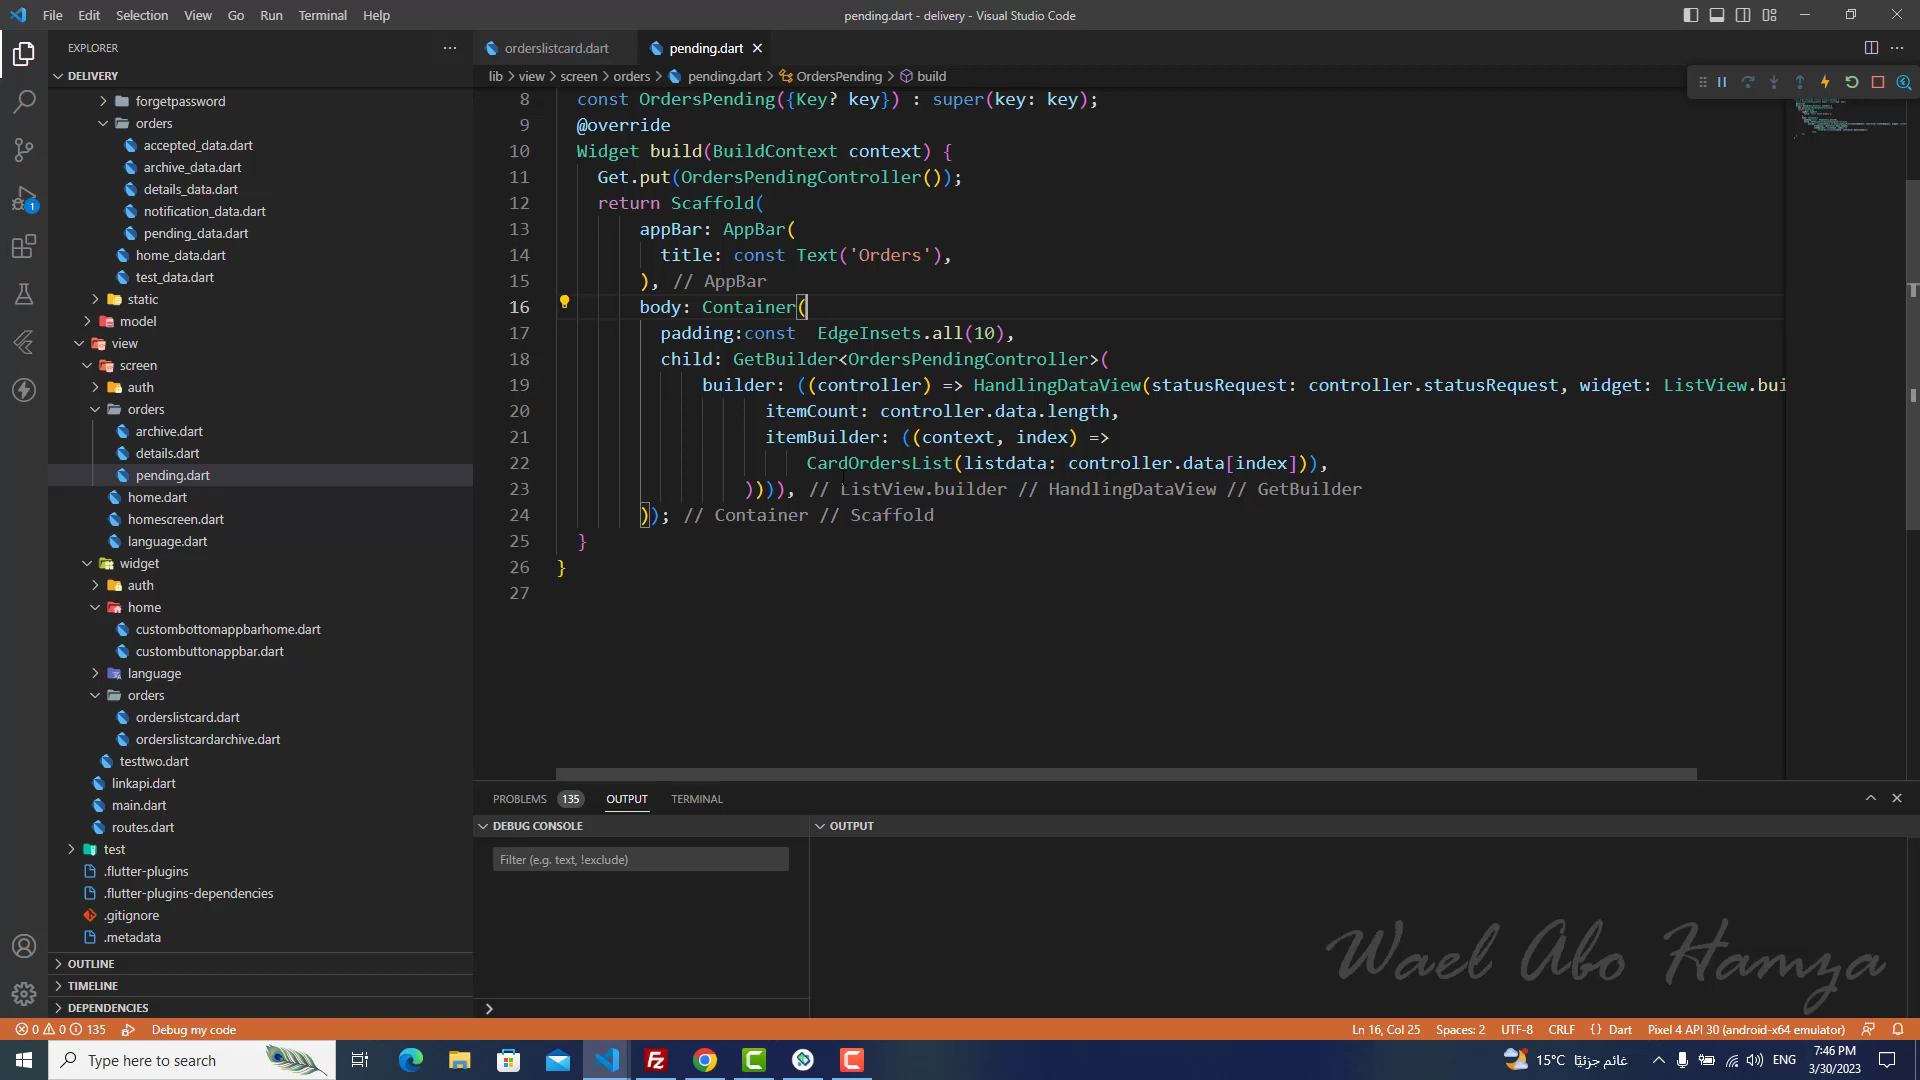 File Edit Selection View Go Run Terminal Help
pending.dart - delivery - Visual Studio Code
EXPLORER
DELIVERY
forgetpassword
orders
accepted_data.dart
archive_data.dart
details_data.dart
notification_data.dart
pending_data.dart
home_data.dart
test_data.dart
static
model
view
screen
auth
orders
archive.dart
details.dart
pending.dart
home.dart
homescreen.dart
language.dart
widget
auth
home
custombottomappbarhome.dart
custombuttonappbar.dart
language
orders
orderslistcard.dart
orderslistcardarchive.dart
testtwo.dart
linkapi.dart
main.dart
routes.dart
test
.flutter-plugins
.flutter-plugins-dependencies
.gitignore
.metadata
OUTLINE
TIMELINE
DEPENDENCIES
1
orderslistcard.dart
pending.dart
lib > view > screen > orders > pending.dart > OrdersPending > build
8 const OrdersPending({Key? key}) : super(key: key);
9 @override
10 Widget build(BuildContext context) {
11 Get.put(OrdersPendingController());
12 return Scaffold(
13 appBar: AppBar(
14 title: const Text('Orders'),
15 ), // AppBar
16 body: Container(
17 padding:const  EdgeInsets.all(10),
18 child: GetBuilder<OrdersPendingController>(
19 builder: ((controller) => HandlingDataView(statusRequest: controller.statusRequest, widget: ListView.bui
20 itemCount: controller.data.length,
21 itemBuilder: ((context, index) =>
22 CardOrdersList(listdata: controller.data[index])),
23 )))), // ListView.builder // HandlingDataView // GetBuilder
24 )); // Container // Scaffold
25 }
26 }
27
PROBLEMS 135 OUTPUT TERMINAL
DEBUG CONSOLE
Filter (e.g. text, !exclude)
OUTPUT
Wael Abo Hamza
0 0 135 Debug my code
Ln 16, Col 25 Spaces: 2 UTF-8 CRLF {} Dart Pixel 4 API 30 (android-x64 emulator)
Type here to search
15°C غائم جزئيًا
ENG
7:46 PM
3/30/2023